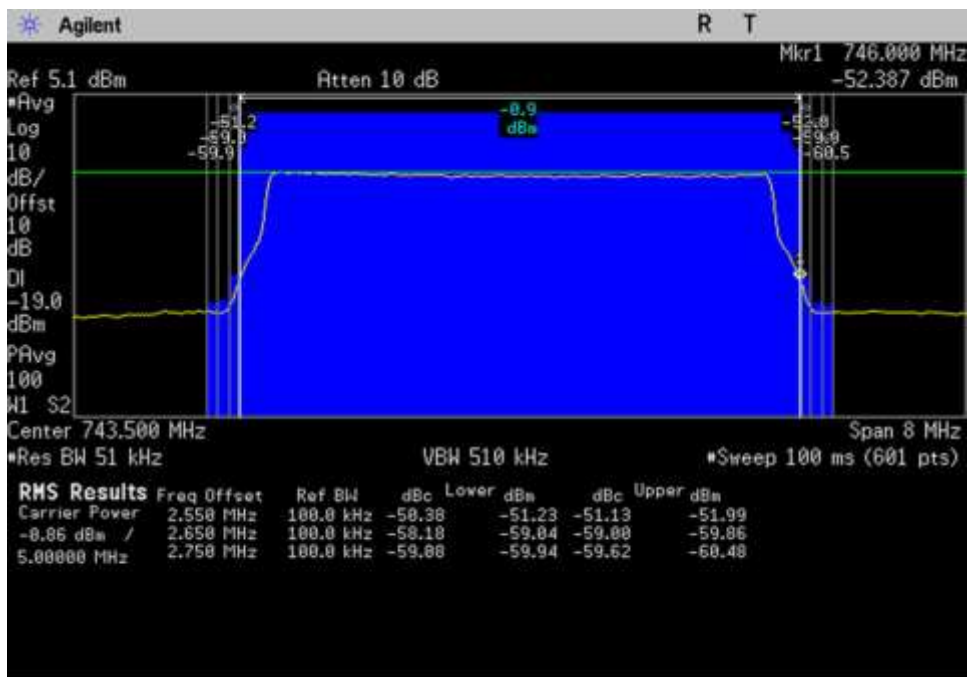 Agilent R T
Mkr1 746.000 MHz
Ref 5.1 dBm Atten 10 dB -52.387 dBm
#Avg
Log
10
dB/
Offst
10
dB
DI
-19.0
dBm
PAvg
100
W1 S2
-0.9
dBm
-59.9
-60.5
Center 743.500 MHz Span 8 MHz
#Res BW 51 kHz VBW 510 kHz #Sweep 100 ms (601 pts)
RMS Results Freq Offset Ref BW dBc Lower dBm dBc Upper dBm
Carrier Power 2.550 MHz 100.0 kHz -50.38 -51.23 -51.13 -51.99
-0.86 dBm / 2.650 MHz 100.0 kHz -58.18 -59.04 -59.00 -59.86
5.00000 MHz 2.750 MHz 100.0 kHz -59.08 -59.94 -59.62 -60.48